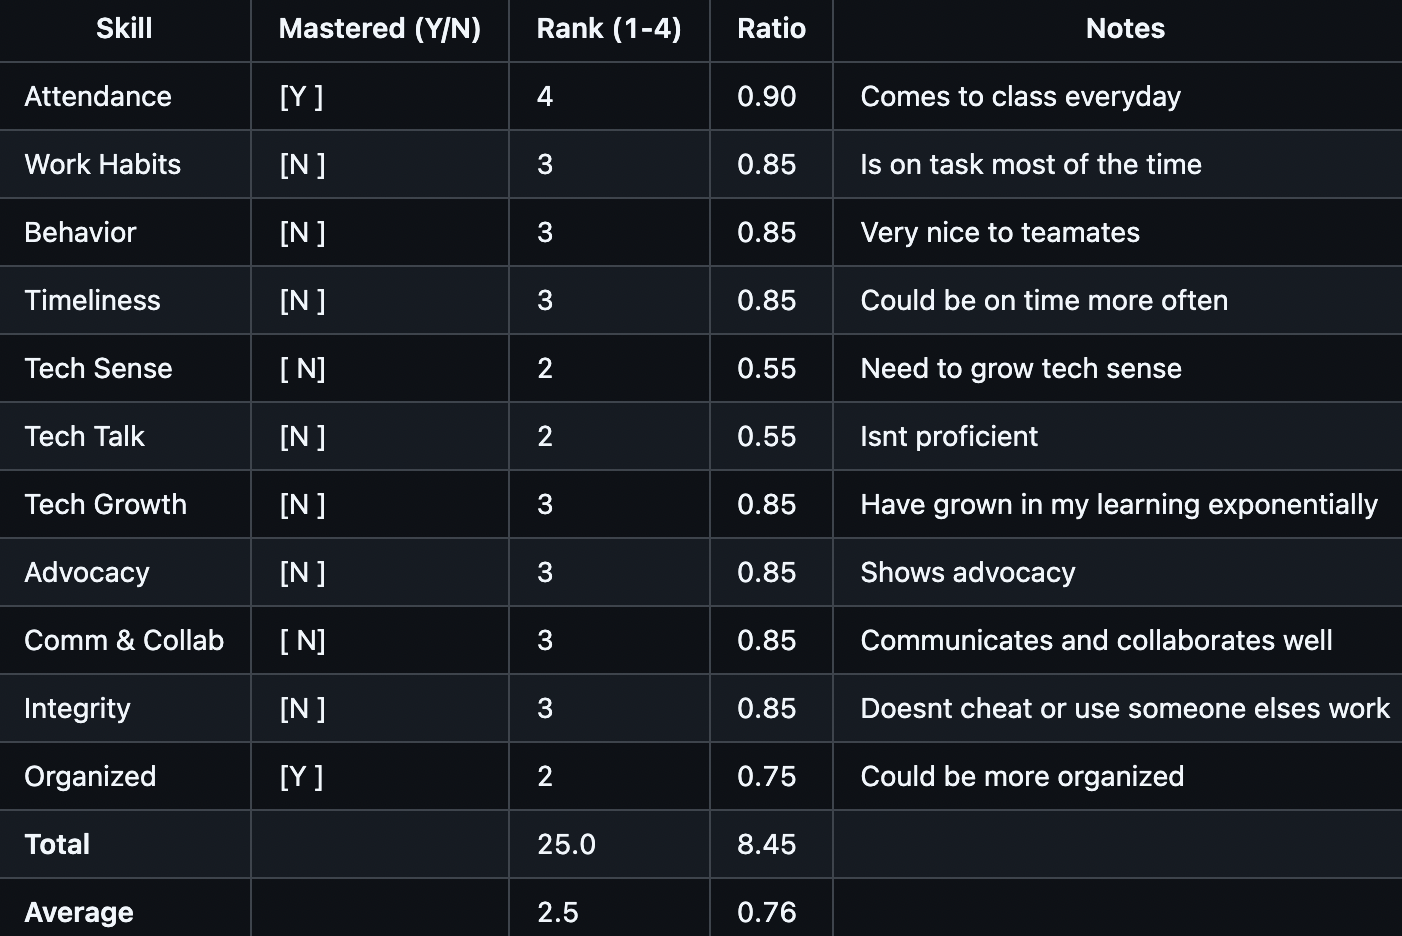 Skill Mastered (Y/N) Rank (1-4) Ratio Notes
Attendance [Y ] 4 0.90 Comes to class everyday
Work Habits [N ] 3 0.85 Is on task most of the time
Behavior [N ] 3 0.85 Very nice to teamates
Timeliness [N ] 3 0.85 Could be on time more often
Tech Sense [ N] 2 0.55 Need to grow tech sense
Tech Talk [N ] 2 0.55 Isnt proficient
Tech Growth [N ] 3 0.85 Have grown in my learning exponentially
Advocacy [N ] 3 0.85 Shows advocacy
Comm & Collab [ N] 3 0.85 Communicates and collaborates well
Integrity [N ] 3 0.85 Doesnt cheat or use someone elses work
Organized [Y ] 2 0.75 Could be more organized
Total 25.0 8.45
Average 2.5 0.76